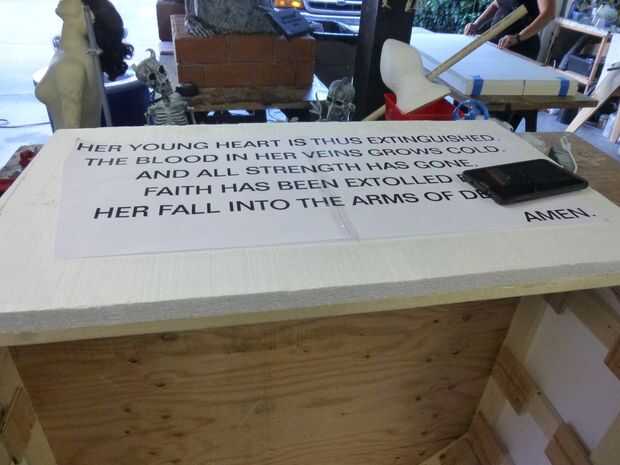 HER YOUNG HEART IS THUS EXTINGUISHED.
THE BLOOD IN HER VEINS GROWS COLD.
AND ALL STRENGTH HAS GONE.
FAITH HAS BEEN EXTOLLED
HER FALL INTO THE ARMS OF
AMEN.